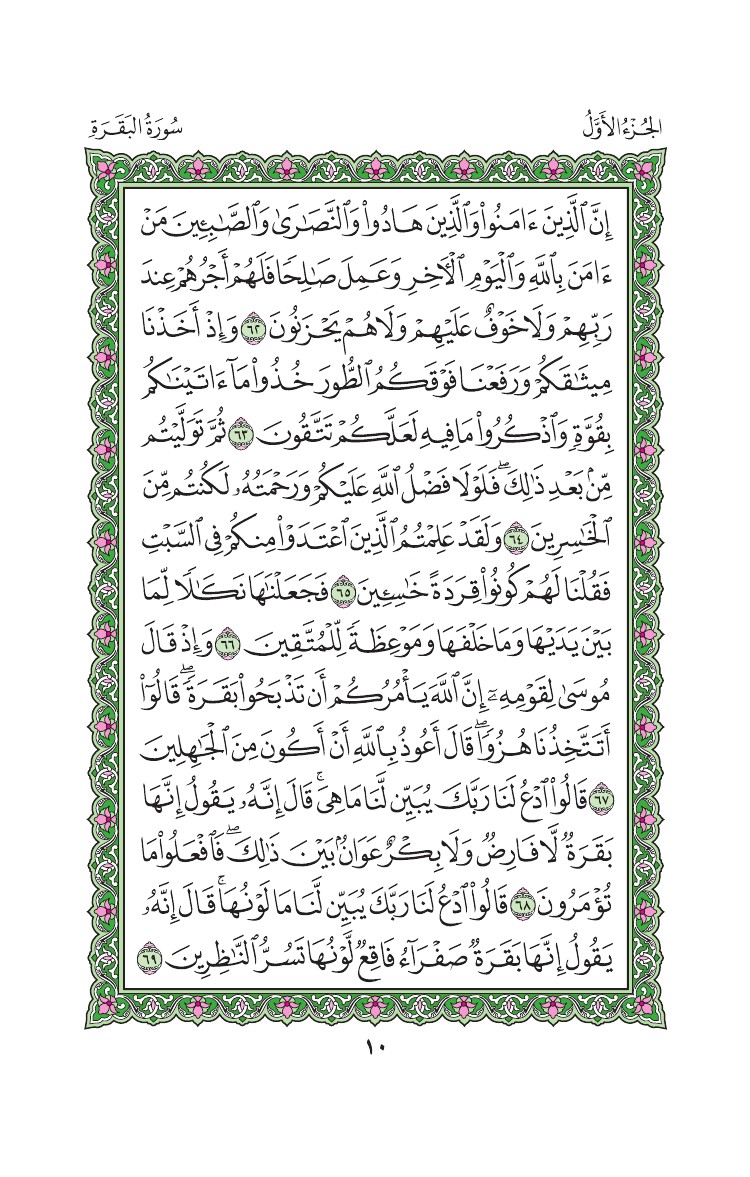 الجُزْءُ الأَوَّلُ
سُورَةُ البَقَرَةِ
إِنَّ ٱلَّذِينَ ءَامَنُوا۟ وَٱلَّذِينَ هَادُوا۟ وَٱلنَّصَٰرَىٰ وَٱلصَّٰبِـِٔينَ مَنْ
ءَامَنَ بِٱللَّهِ وَٱلْيَوْمِ ٱلْـَٔاخِرِ وَعَمِلَ صَٰلِحًا فَلَهُمْ أَجْرُهُمْ عِندَ
رَبِّهِمْ وَلَا خَوْفٌ عَلَيْهِمْ وَلَا هُمْ يَحْزَنُونَ ٦٢ وَإِذْ أَخَذْنَا
مِيثَٰقَكُمْ وَرَفَعْنَا فَوْقَكُمُ ٱلطُّورَ خُذُوا۟ مَآ ءَاتَيْنَٰكُم
بِقُوَّةٍ وَٱذْكُرُوا۟ مَا فِيهِ لَعَلَّكُمْ تَتَّقُونَ ٦٣ ثُمَّ تَوَلَّيْتُم
مِّنۢ بَعْدِ ذَٰلِكَ ۖ فَلَوْلَا فَضْلُ ٱللَّهِ عَلَيْكُمْ وَرَحْمَتُهُۥ لَكُنتُم مِّنَ
ٱلْخَٰسِرِينَ ٦٤ وَلَقَدْ عَلِمْتُمُ ٱلَّذِينَ ٱعْتَدَوْا۟ مِنكُمْ فِى ٱلسَّبْتِ
فَقُلْنَا لَهُمْ كُونُوا۟ قِرَدَةً خَٰسِـِٔينَ ٦٥ فَجَعَلْنَٰهَا نَكَٰلًا لِّمَا
بَيْنَ يَدَيْهَا وَمَا خَلْفَهَا وَمَوْعِظَةً لِّلْمُتَّقِينَ ٦٦ وَإِذْ قَالَ
مُوسَىٰ لِقَوْمِهِۦٓ إِنَّ ٱللَّهَ يَأْمُرُكُمْ أَن تَذْبَحُوا۟ بَقَرَةً ۖ قَالُوٓا۟
أَتَتَّخِذُنَا هُزُوًا ۖ قَالَ أَعُوذُ بِٱللَّهِ أَنْ أَكُونَ مِنَ ٱلْجَٰهِلِينَ
٦٧ قَالُوا۟ ٱدْعُ لَنَا رَبَّكَ يُبَيِّن لَّنَا مَا هِىَ ۚ قَالَ إِنَّهُۥ يَقُولُ إِنَّهَا
بَقَرَةٌ لَّا فَارِضٌ وَلَا بِكْرٌ عَوَانٌۢ بَيْنَ ذَٰلِكَ ۖ فَٱفْعَلُوا۟ مَا
تُؤْمَرُونَ ٦٨ قَالُوا۟ ٱدْعُ لَنَا رَبَّكَ يُبَيِّن لَّنَا مَا لَوْنُهَا ۚ قَالَ إِنَّهُۥ
يَقُولُ إِنَّهَا بَقَرَةٌ صَفْرَآءُ فَاقِعٌ لَّوْنُهَا تَسُرُّ ٱلنَّٰظِرِينَ ٦٩
١٠